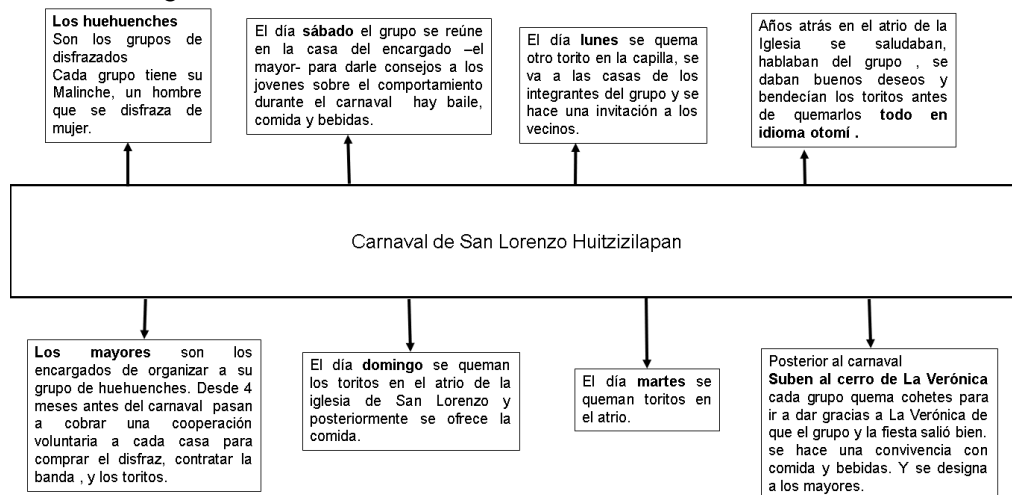 Los huehuenches
Son los grupos de
disfrazados
Cada grupo tiene su
Malinche, un hombre
que se disfraza de
mujer.
El día sábado el grupo se reúne
en la casa del encargado –el
mayor- para darle consejos a los
jovenes sobre el comportamiento
durante el carnaval hay baile,
comida y bebidas.
El día lunes se quema
otro torito en la capilla, se
va a las casas de los
integrantes del grupo y se
hace una invitación a los
vecinos.
Años atrás en el atrio de la
Iglesia se saludaban,
hablaban del grupo , se
daban buenos deseos y
bendecían los toritos antes
de quemarlos todo en
idioma otomí .
Carnaval de San Lorenzo Huitzizilapan
Los mayores son los
encargados de organizar a su
grupo de huehuenches. Desde 4
meses antes del carnaval pasan
a cobrar una cooperación
voluntaria a cada casa para
comprar el disfraz, contratar la
banda , y los toritos.
El día domingo se queman
los toritos en el atrio de la
iglesia de San Lorenzo y
posteriormente se ofrece la
comida.
El día martes se
queman toritos en
el atrio.
Posterior al carnaval
Suben al cerro de La Verónica
cada grupo quema cohetes para
ir a dar gracias a La Verónica de
que el grupo y la fiesta salió bien.
se hace una convivencia con
comida y bebidas. Y se designa
a los mayores.